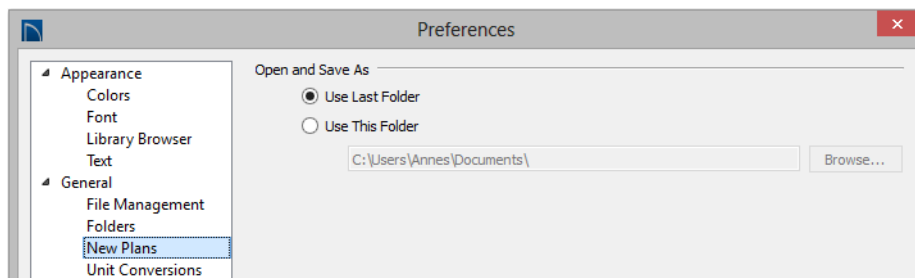 Preferences
Appearance
Colors
Font
Library Browser
Text
General
File Management
Folders
New Plans
Unit Conversions
Open and Save As
Use Last Folder
Use This Folder
C:\Users\Annes\Documents\
Browse...